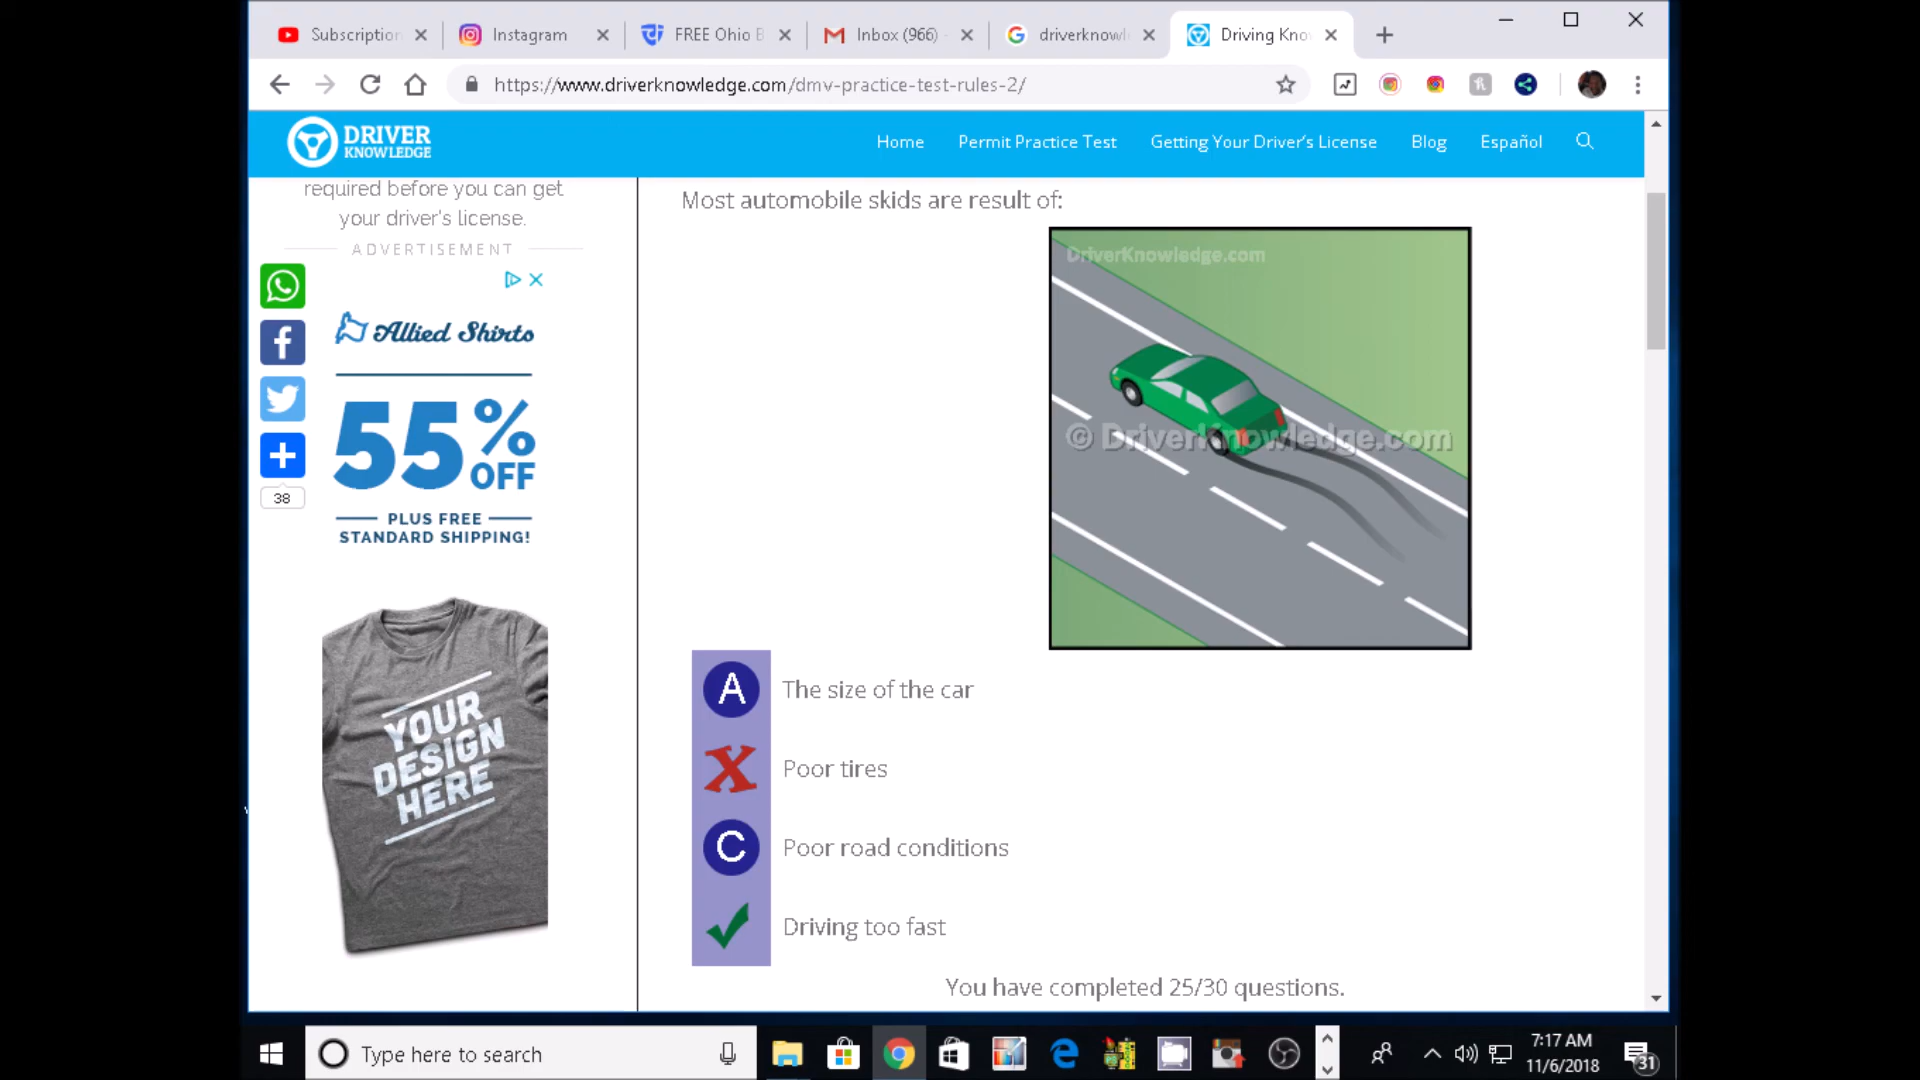 Subscription
Instagram
FREE Ohio B
Inbox (966) -
driverknowl
Driving Kno
https://www.driverknowledge.com/dmv-practice-test-rules-2/
DRIVER
KNOWLEDGE
Home
Permit Practice Test
Getting Your Driver's License
Blog
Español
required before you can get
your driver's license.
ADVERTISEMENT
Allied Shirts
55% OFF
PLUS FREE
STANDARD SHIPPING!
38
YOUR
DESIGN
HERE
Most automobile skids are result of:
DriverKnowledge.com
© DriverKnowledge.com
A The size of the car
X Poor tires
C Poor road conditions
Driving too fast
You have completed 25/30 questions.
Type here to search
7:17 AM
11/6/2018
31